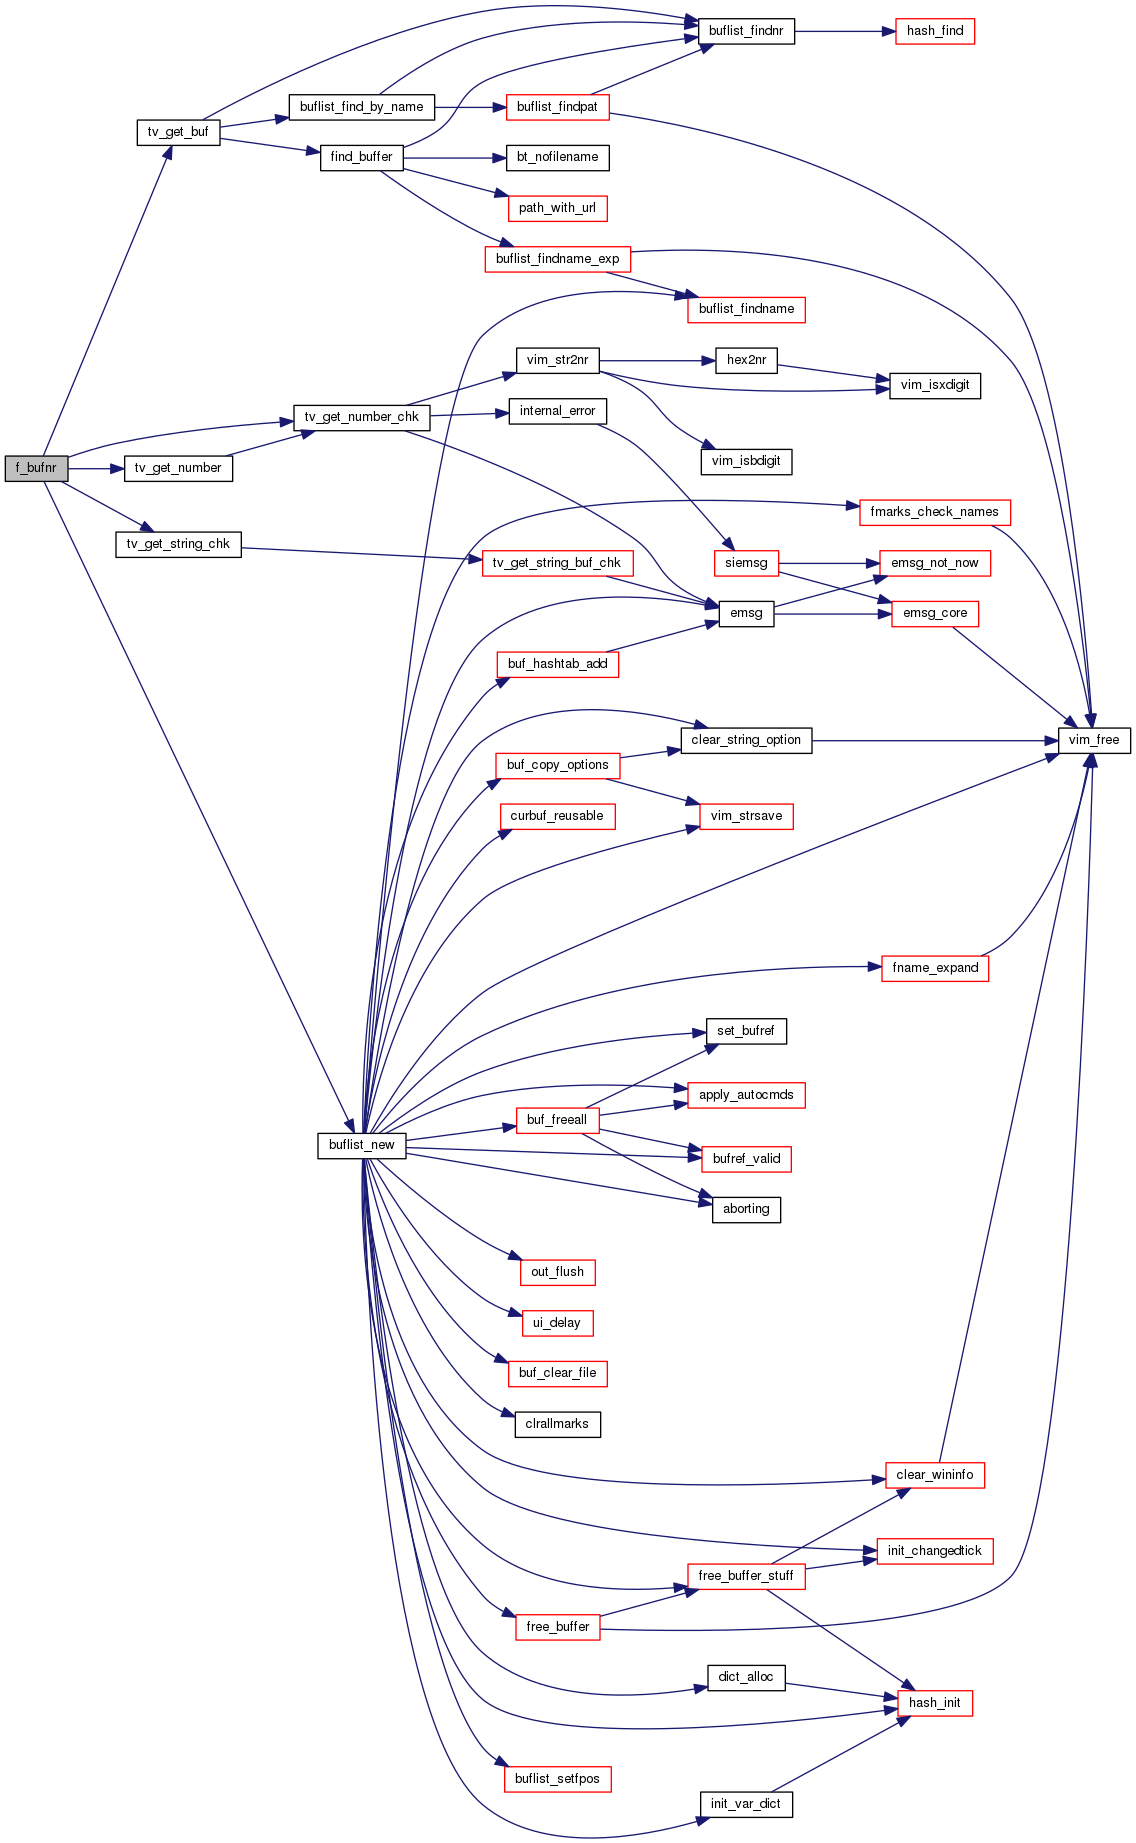 buflist_findnr
hash_find
buflist_find_by_name
buflist_findpat
tv_get_buf
find_buffer
bt_nofilename
path_with_url
buflist_findname_exp
buflist_findname
vim_str2nr
hex2nr
vim_isxdigit
tv_get_number_chk
internal_error
vim_isbdigit
f_bufnr
tv_get_number
fmarks_check_names
tv_get_string_chk
tv_get_string_buf_chk
siemsg
emsg_not_now
emsg
emsg_core
buf_hashtab_add
clear_string_option
vim_free
buf_copy_options
curbuf_reusable
vim_strsave
fname_expand
set_bufref
apply_autocmds
buf_freeall
buflist_new
bufref_valid
aborting
out_flush
ui_delay
buf_clear_file
clrallmarks
clear_wininfo
init_changedtick
free_buffer_stuff
free_buffer
dict_alloc
hash_init
buflist_setfpos
init_var_dict